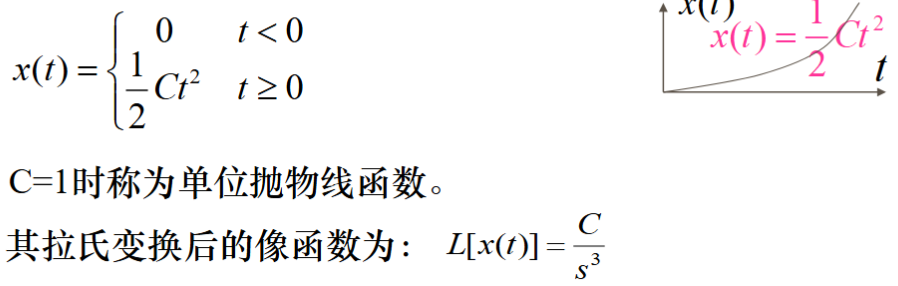 x(t) = { 0   t < 0
1/2 Ct²   t ≥ 0
x(t)
x(t) = 1/2 Ct²
t
C=1时称为单位抛物线函数。
其拉氏变换后的像函数为： L[x(t)] = C/s³